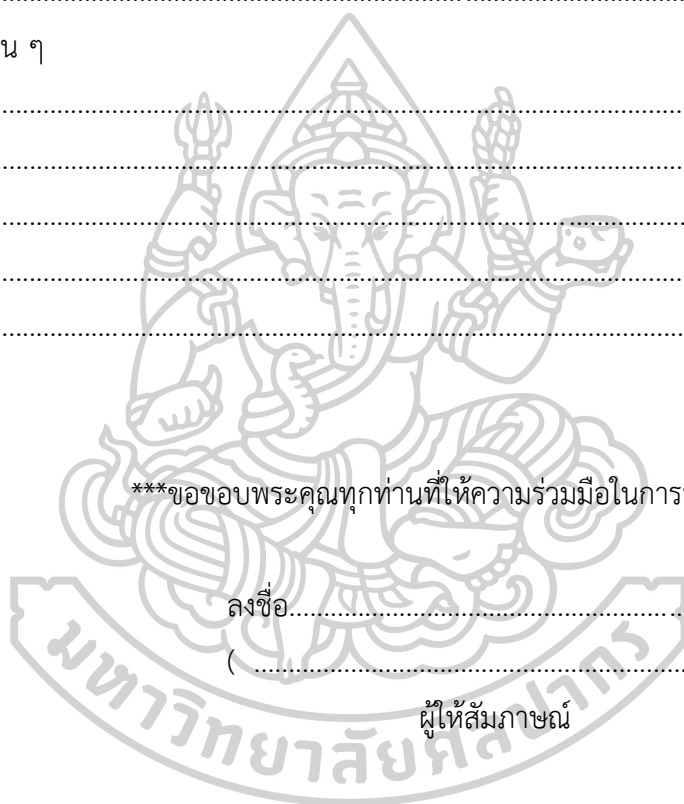 ........................................................................................................
น ๆ
........................................................................................................
........................................................................................................
........................................................................................................
........................................................................................................
........................................................................................................
***ขอขอบพระคุณทุกท่านที่ให้ความร่วมมือในการ
ลงชื่อ............................................................
( ............................................................
ผู้ให้สัมภาษณ์
มหาวิทยาลัยศิลปากร